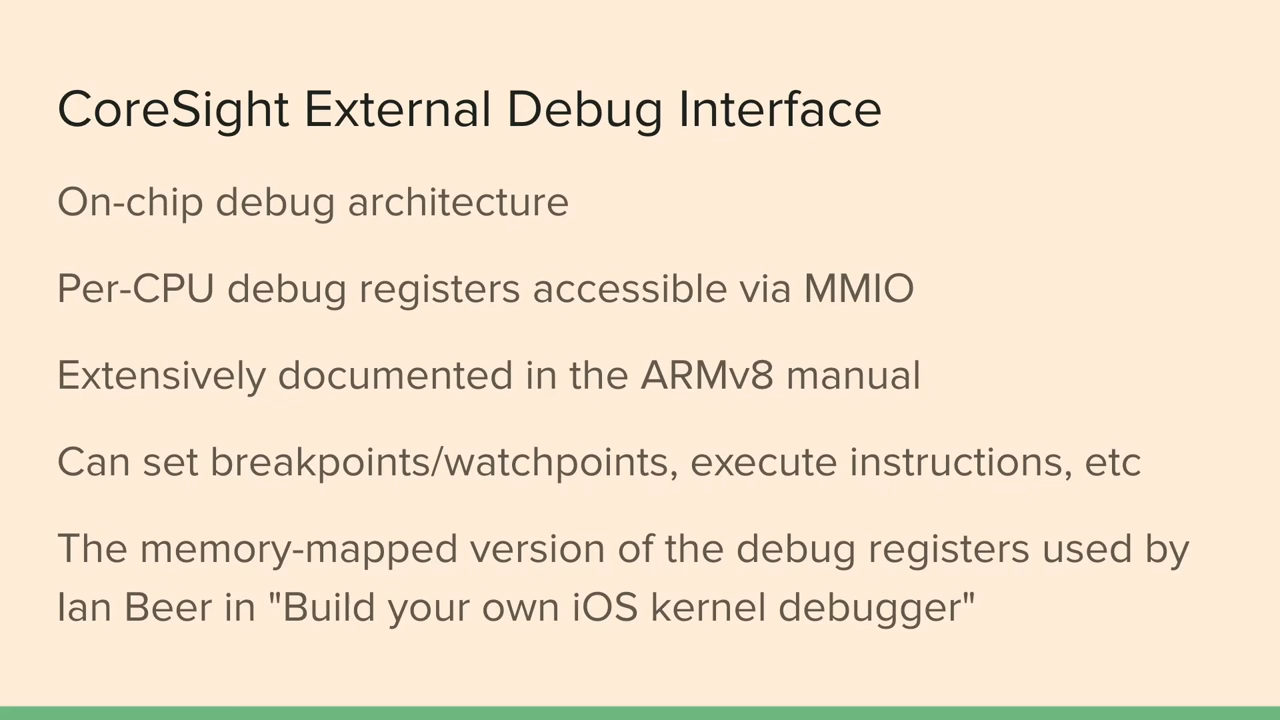 CoreSight External Debug Interface
On-chip debug architecture
Per-CPU debug registers accessible via MMIO
Extensively documented in the ARMv8 manual
Can set breakpoints/watchpoints, execute instructions, etc
The memory-mapped version of the debug registers used by
Ian Beer in "Build your own iOS kernel debugger"